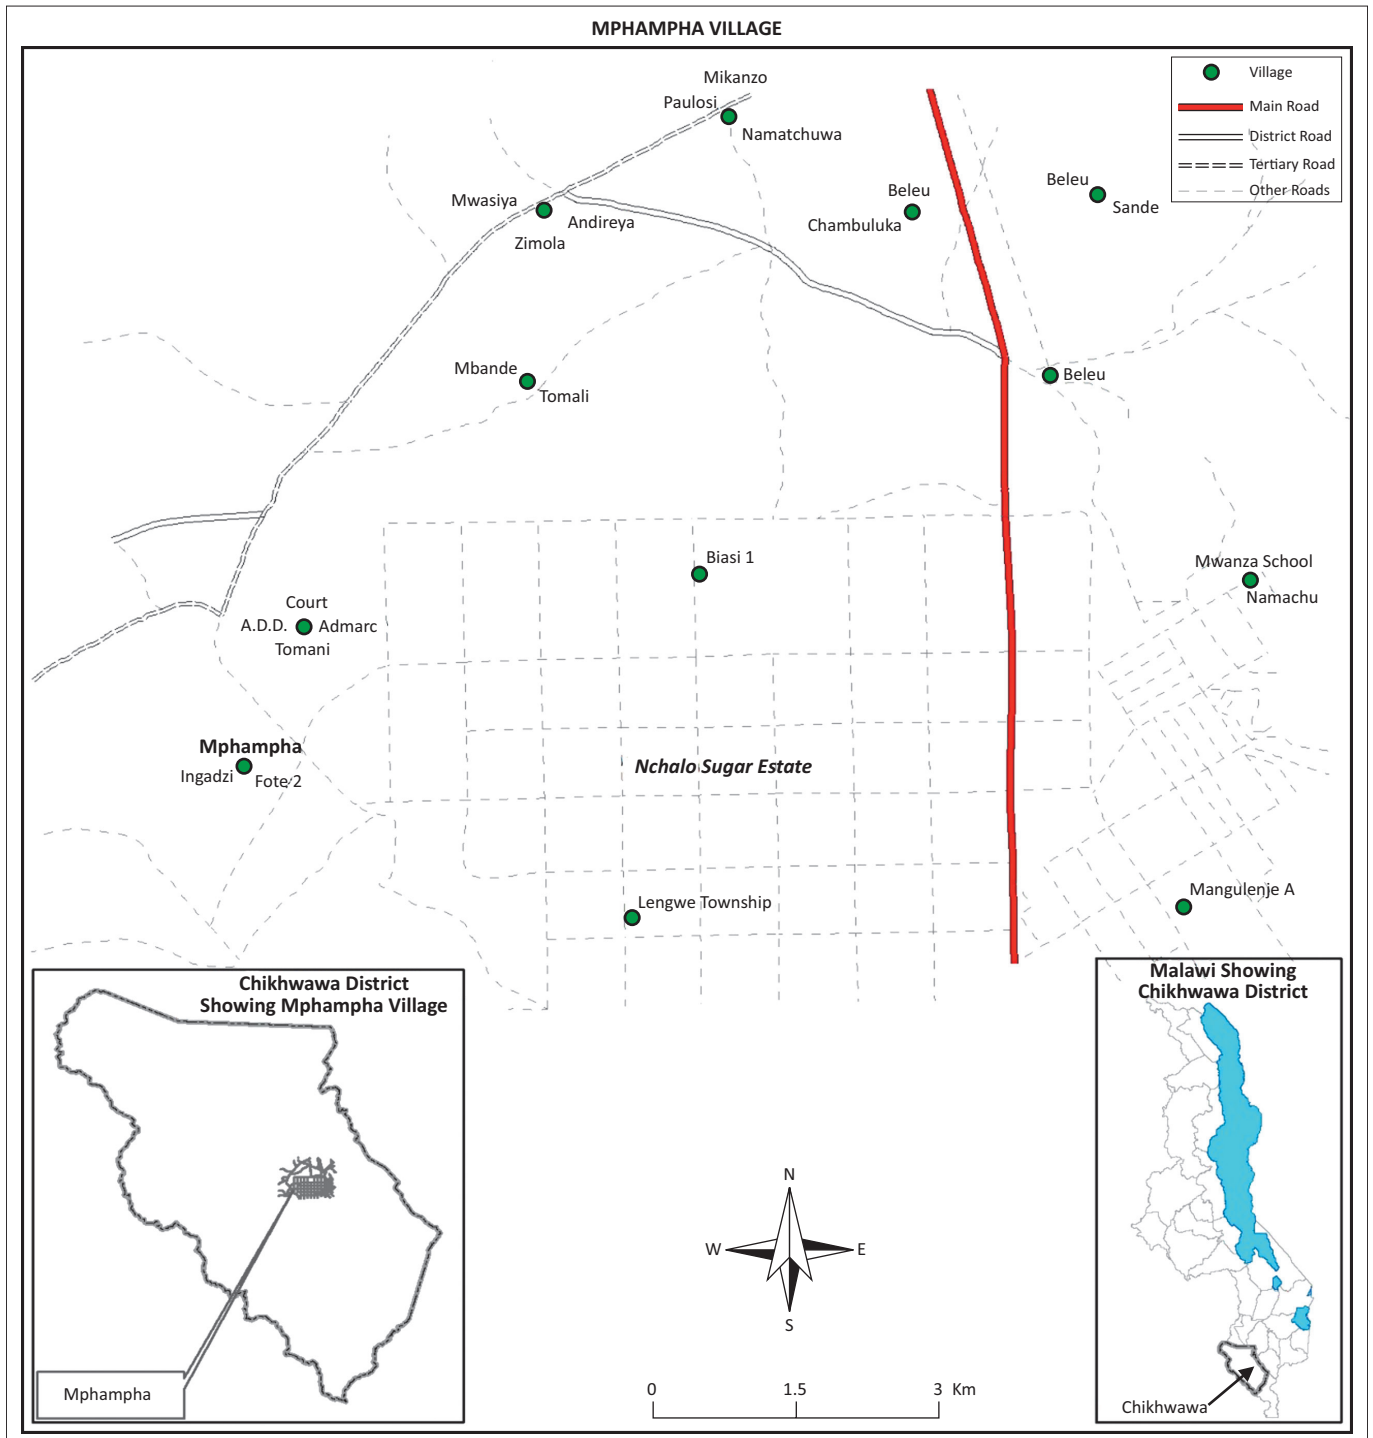 MPHAMPHA VILLAGE
Village
Main Road
District Road
Tertiary Road
Other Roads
Mikanzo
Paulosi
Namatchuwa
Mwasiya
Andireya
Zimola
Beleu
Chambuluka
Beleu
Sande
Mbande
Tomali
Beleu
Biasi 1
Mwanza School
Namachu
Court
A.D.D. Admarc
Tomani
Mphampha
Ingadzi Fote 2
Nchalo Sugar Estate
Lengwe Township
Mangulenje A
Chikhwawa District
Showing Mphampha Village
Mphampha
Malawi Showing
Chikhwawa District
Chikhwawa
N
W E
S
0 1.5 3 Km